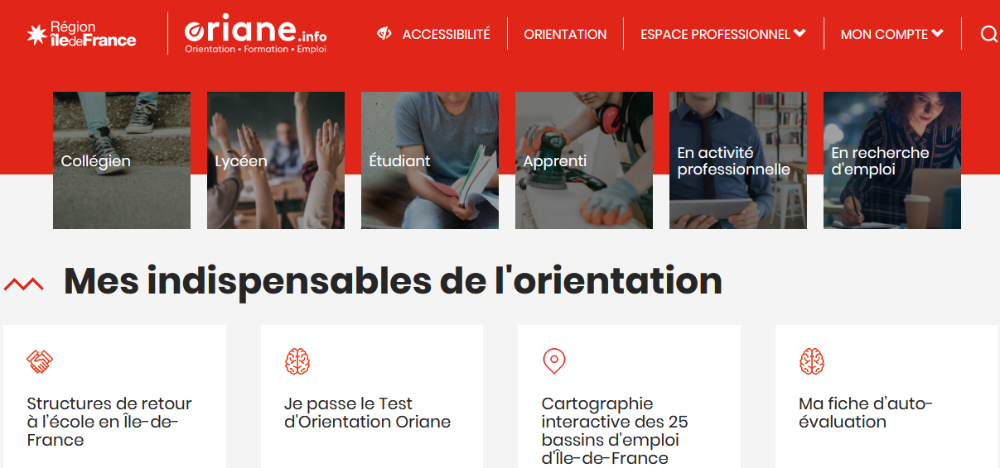 Région
îledeFrance
oriane.info
Orientation • Formation • Emploi
ACCESSIBILITÉ
ORIENTATION
ESPACE PROFESSIONNEL
MON COMPTE
Collégien
Lycéen
Étudiant
Apprenti
En activité
professionnelle
En recherche
d'emploi
Mes indispensables de l'orientation
Structures de retour
à l’école en Île-de-
France
Je passe le Test
d'Orientation Oriane
Cartographie
interactive des 25
bassins d'emploi
d'Île-de-France
Ma fiche d’auto-
évaluation